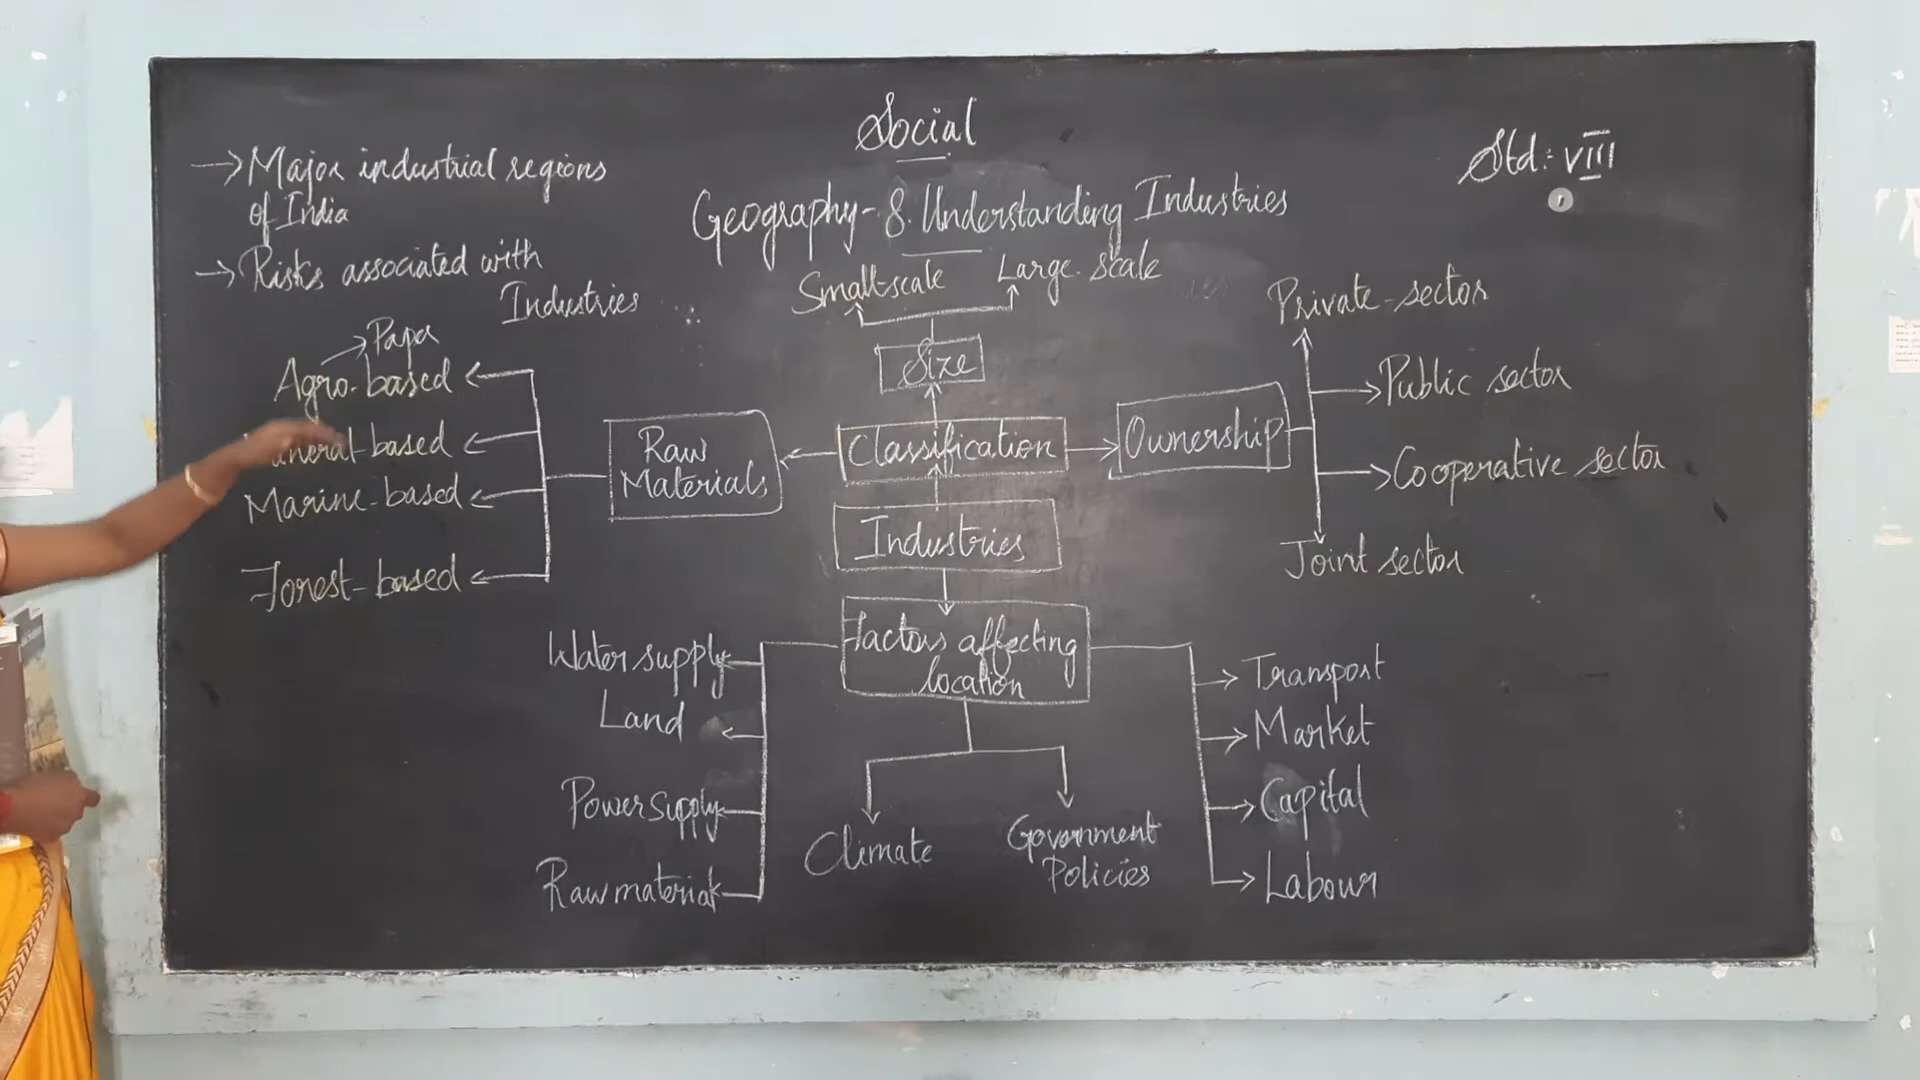 Social
Std: VIII
Geography - 8. Understanding Industries
→ Major industrial regions
of India
→ Risks associated with
Industries
Small-scale
Large-scale
Size
Agro-based
Mineral-based
Marine-based
Forest-based
Raw
Materials
Classification
Ownership
Private-sector
Public sector
Cooperative sector
Joint sector
Industries
Factors affecting
location
Water supply
Land
Power supply
Raw material
Climate
Government
Policies
Transport
Market
Capital
Labour